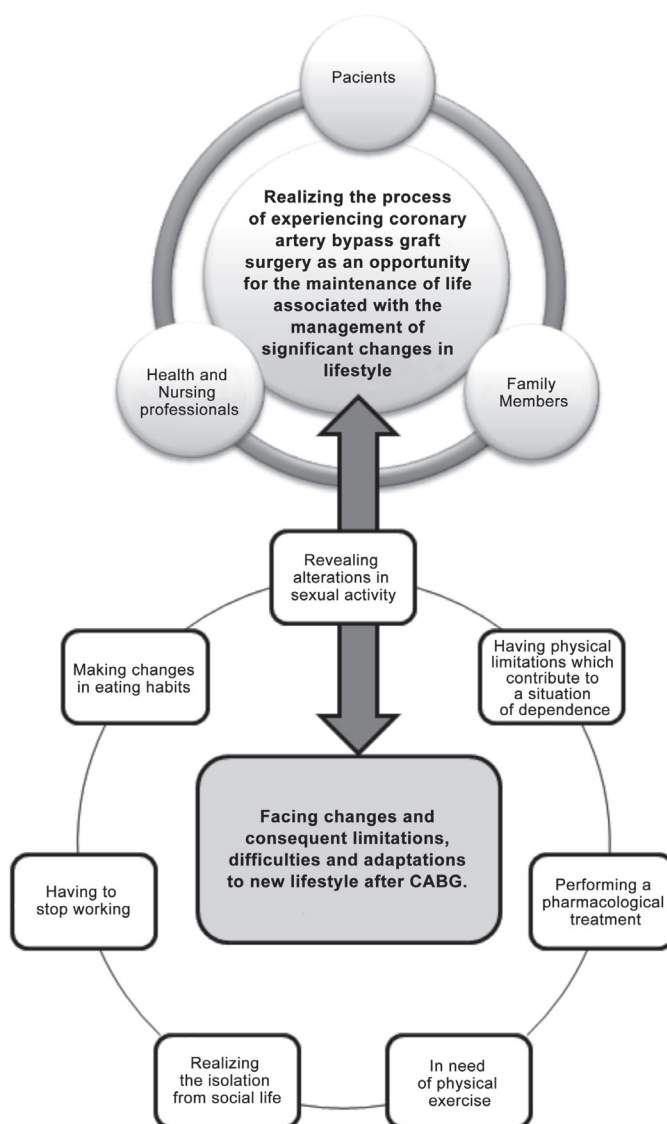 Pacients
Realizing the process
of experiencing coronary
artery bypass graft
surgery as an opportunity
for the maintenance of life
associated with the
management of
significant changes in
lifestyle
Health and
Nursing
professionals
Family
Members
Revealing
alterations in
sexual activity
Making changes
in eating habits
Having physical
limitations which
contribute to
a situation
of dependence
Facing changes and
consequent limitations,
difficulties and adaptations
to new lifestyle after CABG.
Having to
stop working
Performing a
pharmacological
treatment
Realizing
the isolation
from social life
In need
of physical
exercise